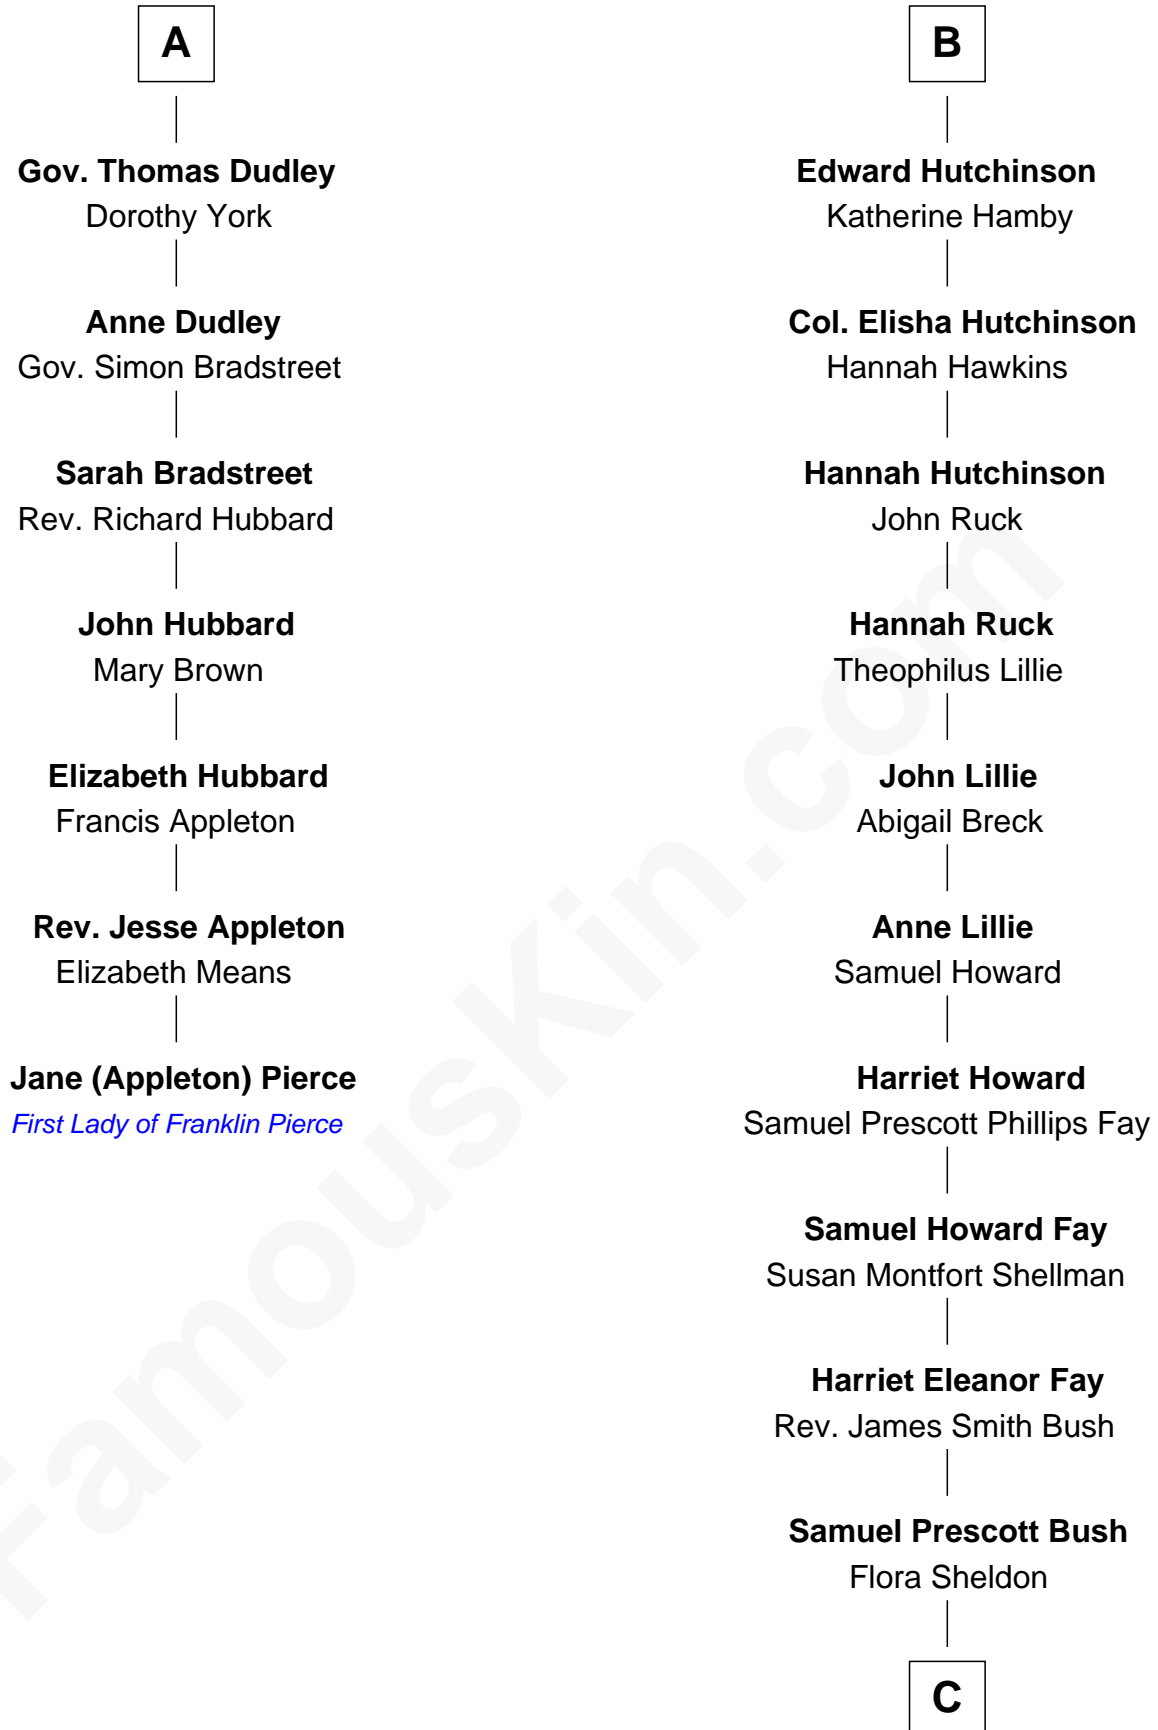 A
Gov. Thomas Dudley
Dorothy York
Anne Dudley
Gov. Simon Bradstreet
Sarah Bradstreet
Rev. Richard Hubbard
John Hubbard
Mary Brown
Elizabeth Hubbard
Francis Appleton
Rev. Jesse Appleton
Elizabeth Means
Jane (Appleton) Pierce
First Lady of Franklin Pierce
B
Edward Hutchinson
Katherine Hamby
Col. Elisha Hutchinson
Hannah Hawkins
Hannah Hutchinson
John Ruck
Hannah Ruck
Theophilus Lillie
John Lillie
Abigail Breck
Anne Lillie
Samuel Howard
Harriet Howard
Samuel Prescott Phillips Fay
Samuel Howard Fay
Susan Montfort Shellman
Harriet Eleanor Fay
Rev. James Smith Bush
Samuel Prescott Bush
Flora Sheldon
C
FamousKin.com